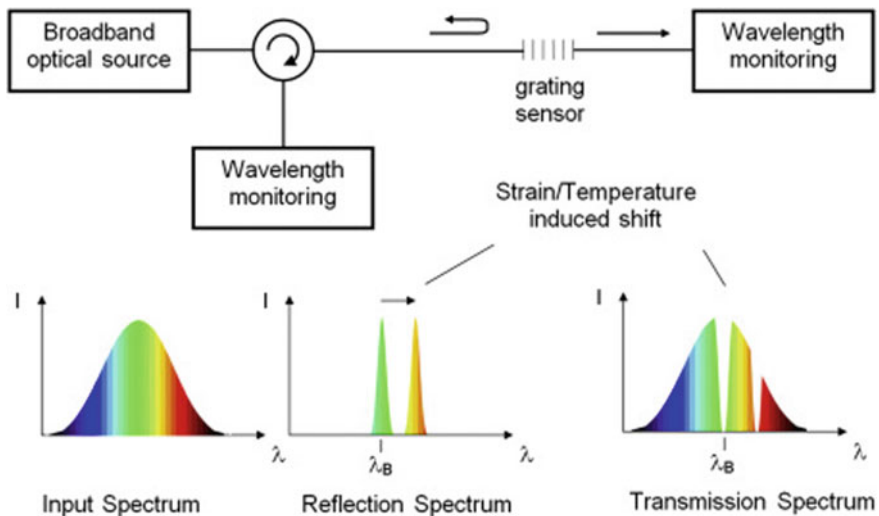 Broadband
optical source
Wavelength
monitoring
grating
sensor
Wavelength
monitoring
Strain/Temperature
induced shift
I
λ
Input Spectrum
I
λB
λ
Reflection Spectrum
I
λB
λ
Transmission Spectrum